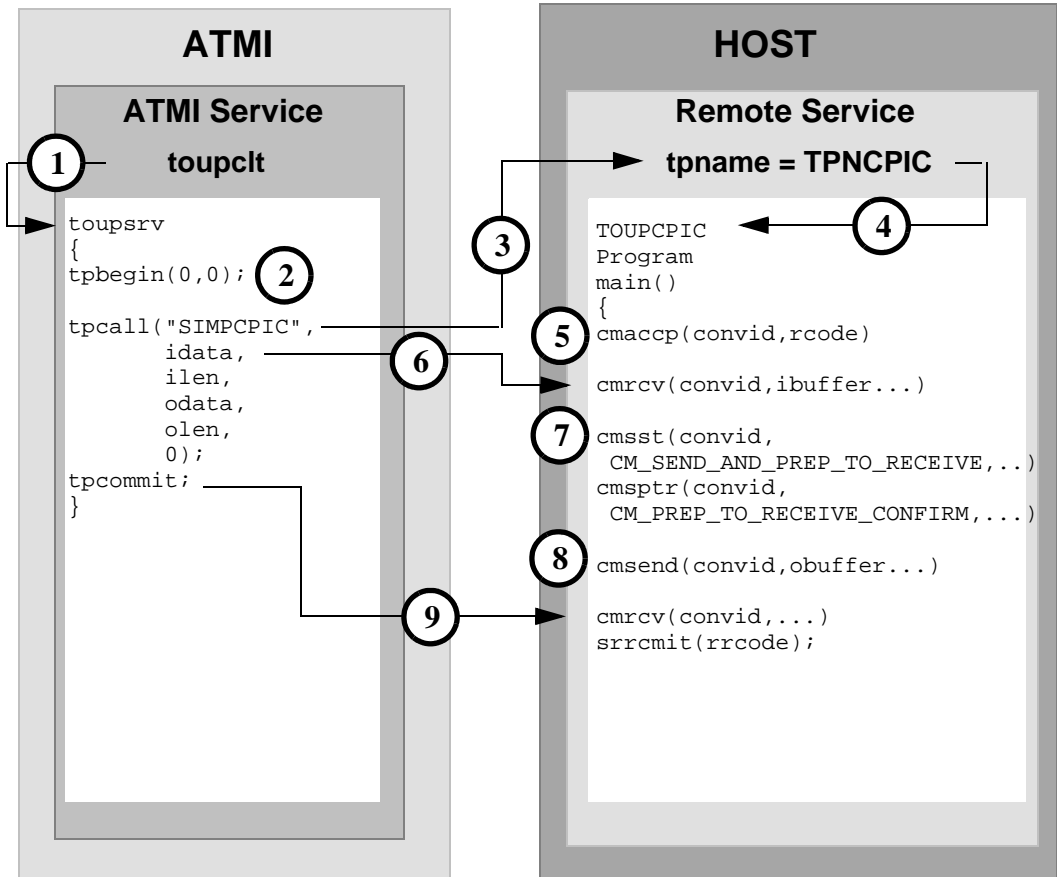 ATMI
ATMI Service
1
toupclt
toupsrv
{
tpbegin(0,0);
2
tpcall("SIMPCPIC",
idata,
ilen,
odata,
olen,
0);
tpcommit;
}
3
6
9
HOST
Remote Service
tpname = TPNCPIC
4
TOUPCPIC
Program
main()
{
5
cmaccp(convid,rcode)
cmrcv(convid,ibuffer...)
7
cmsst(convid,
CM_SEND_AND_PREP_TO_RECEIVE,..)
cmsptr(convid,
CM_PREP_TO_RECEIVE_CONFIRM,...)
8
cmsend(convid,obuffer...)
cmrcv(convid,...)
srrcmit(rrcode);